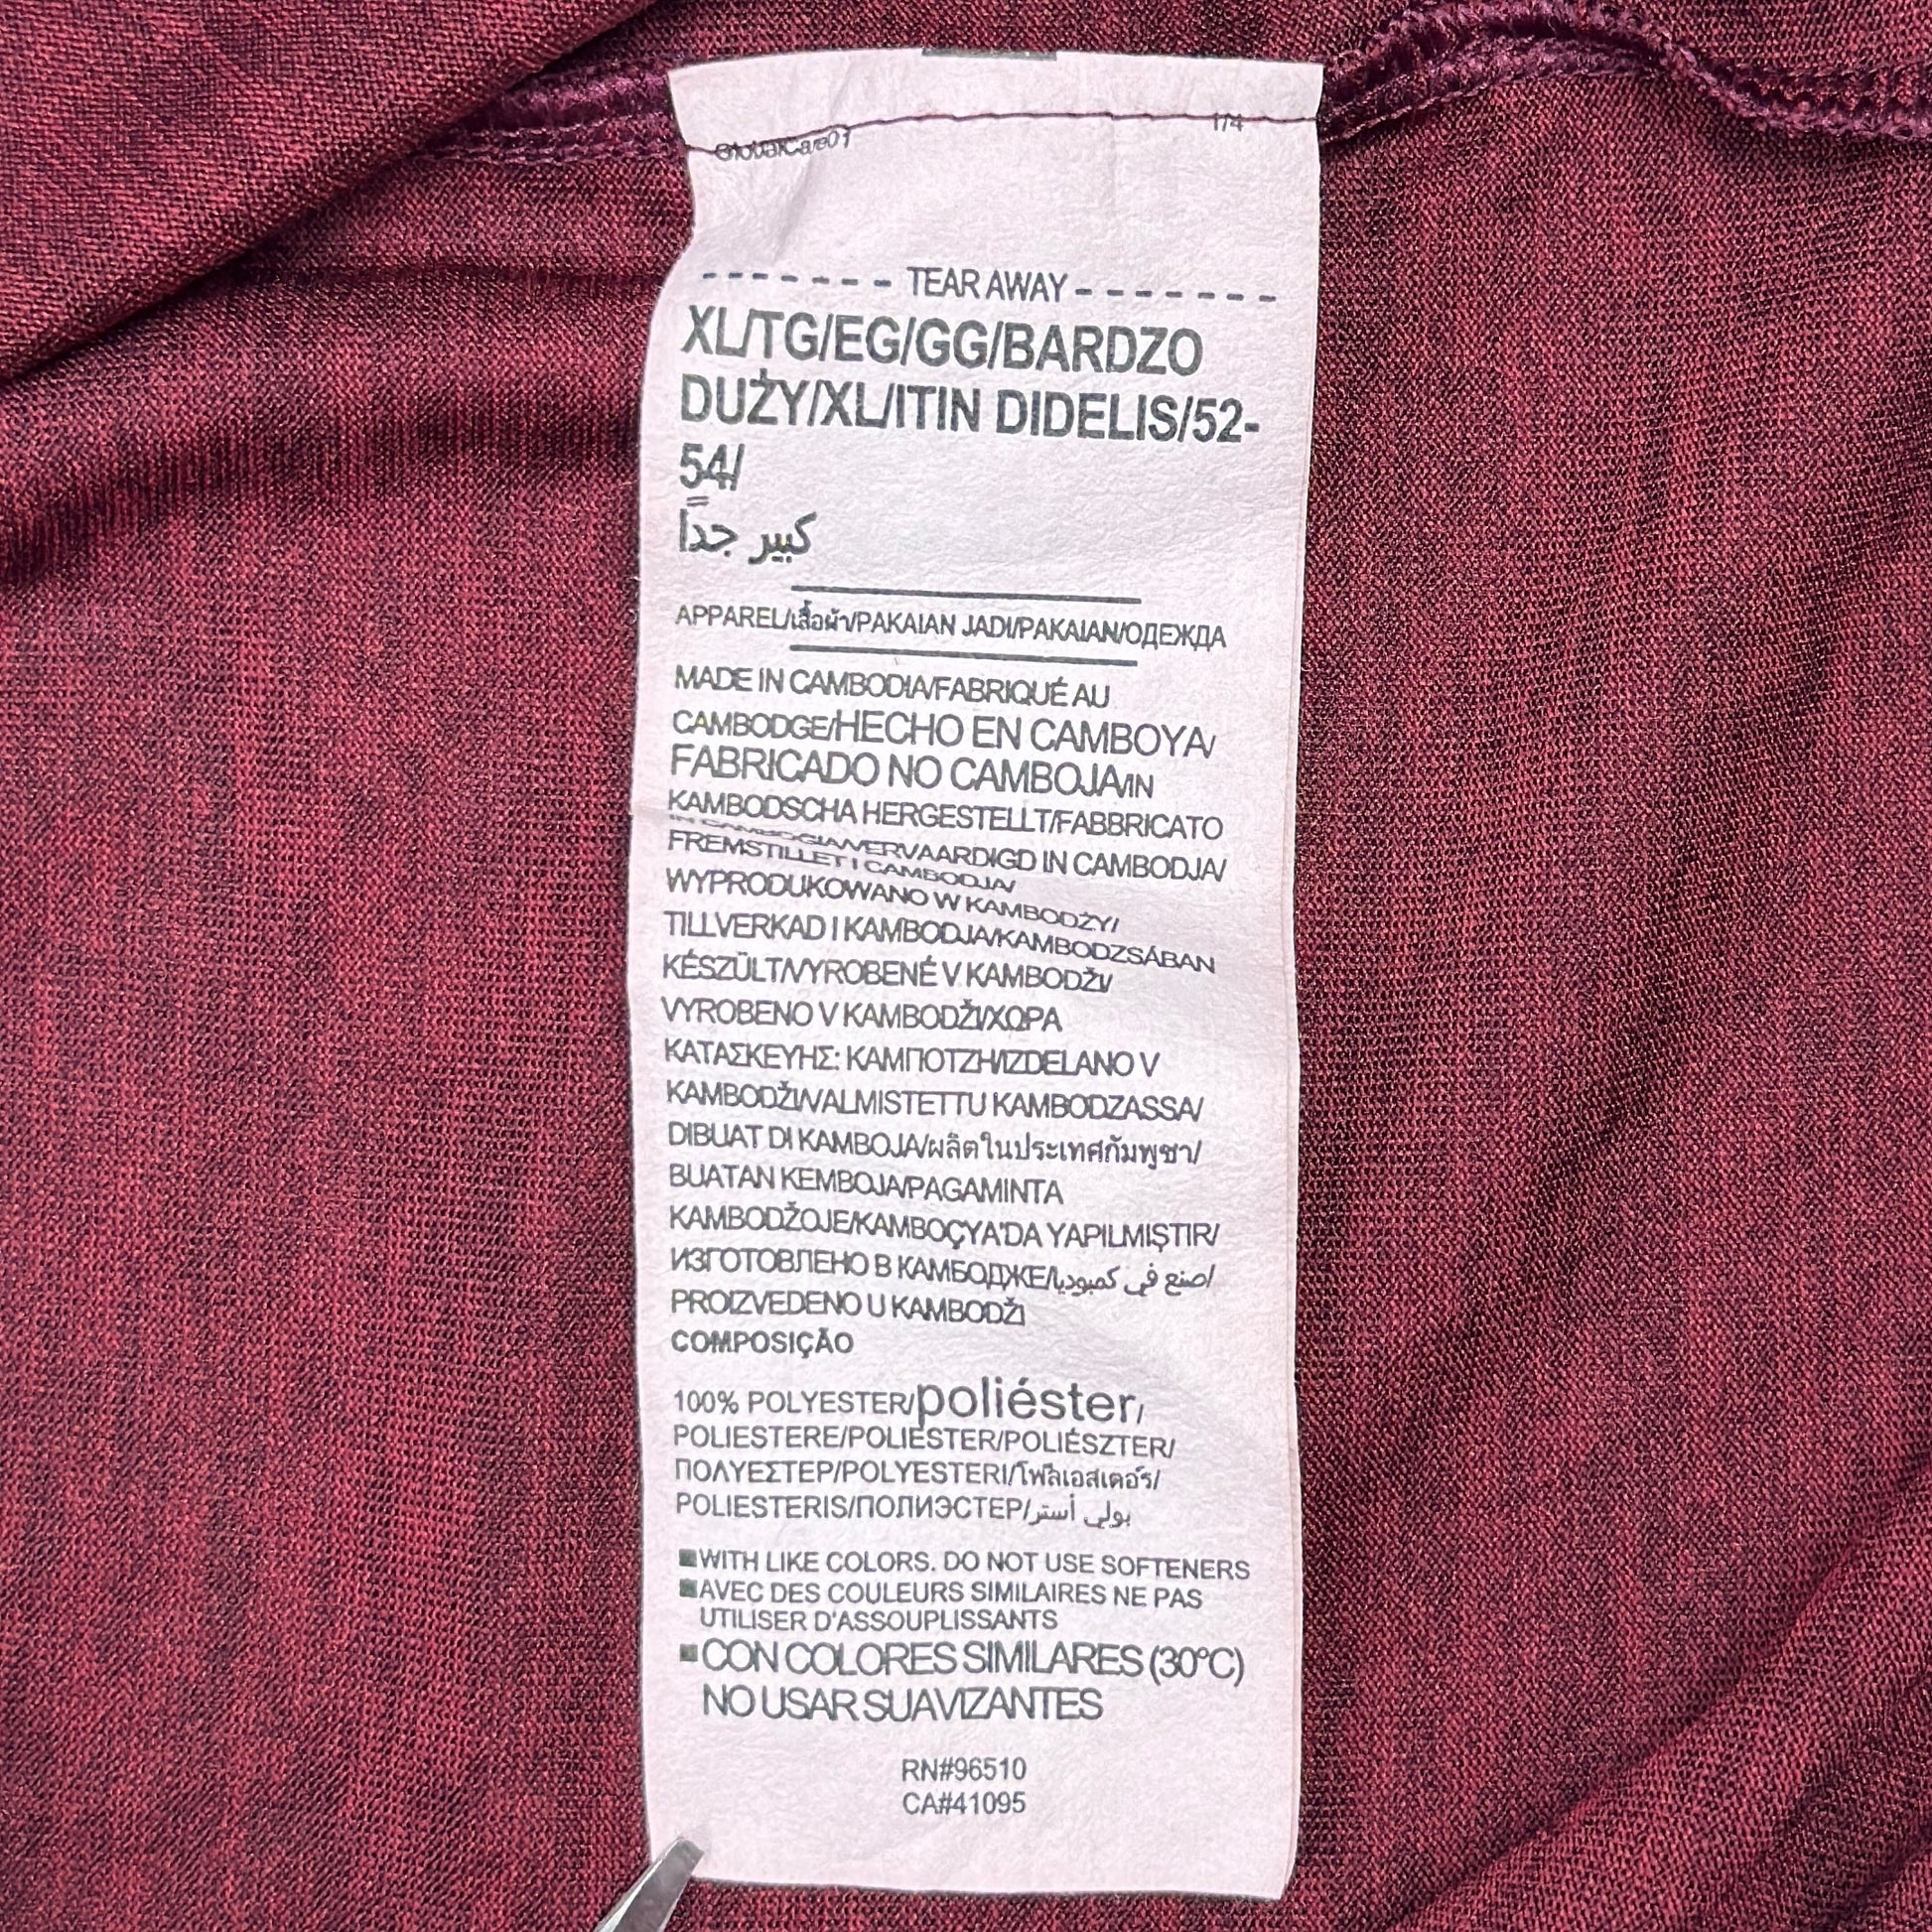 GlobalCare01
1/4
- - - - - - - TEAR AWAY - - - - - - - -
XL/TG/EG/GG/BARDZO
DUŻY/XL/ITIN DIDELIS/52-
54/
كبير جداً
APPAREL/เสื้อผ้า/PAKAIAN JADI/PAKAIAN/ОДЕЖДА
MADE IN CAMBODIA/FABRIQUÉ AU
CAMBODGE/HECHO EN CAMBOYA/
FABRICADO NO CAMBOJA/IN
KAMBODSCHA HERGESTELLT/FABBRICATO
IN CAMBOGIA/VERVAARDIGD IN CAMBODJA/
FREMSTILLET I CAMBODJA/
WYPRODUKOWANO W KAMBODŻY/
TILLVERKAD I KAMBODJA/KAMBODZSÁBAN
KÉSZÜLT/VYROBENÉ V KAMBODŽI/
VYROBENO V KAMBODŽI/ΧΩΡΑ
ΚΑΤΑΣΚΕΥΗΣ: ΚΑΜΠΟΤΖΗ/IZDELANO V
KAMBODŽI/VALMISTETTU KAMBODZASSA/
DIBUAT DI KAMBOJA/ผลิตในประเทศกัมพูชา/
BUATAN KEMBOJA/PAGAMINTA
KAMBODŽOJE/KAMBOÇYA'DA YAPILMIŞTIR/
ИЗГОТОВЛЕНО В КАМБОДЖЕ/صنع في كمبوديا/
PROIZVEDENO U KAMBODŽI
COMPOSIÇÃO
100% POLYESTER/poliéster/
POLIESTERE/POLIESTER/POLIÉSZTER/
ΠΟΛΥΕΣΤΕΡ/POLYESTERI/โพลีเอสเตอร์/
POLIESTERIS/ПОЛИЭСТЕР/بولي أستر
■WITH LIKE COLORS. DO NOT USE SOFTENERS
■AVEC DES COULEURS SIMILAIRES NE PAS
UTILISER D'ASSOUPLISSANTS
■CON COLORES SIMILARES (30°C)
NO USAR SUAVIZANTES
RN#96510
CA#41095